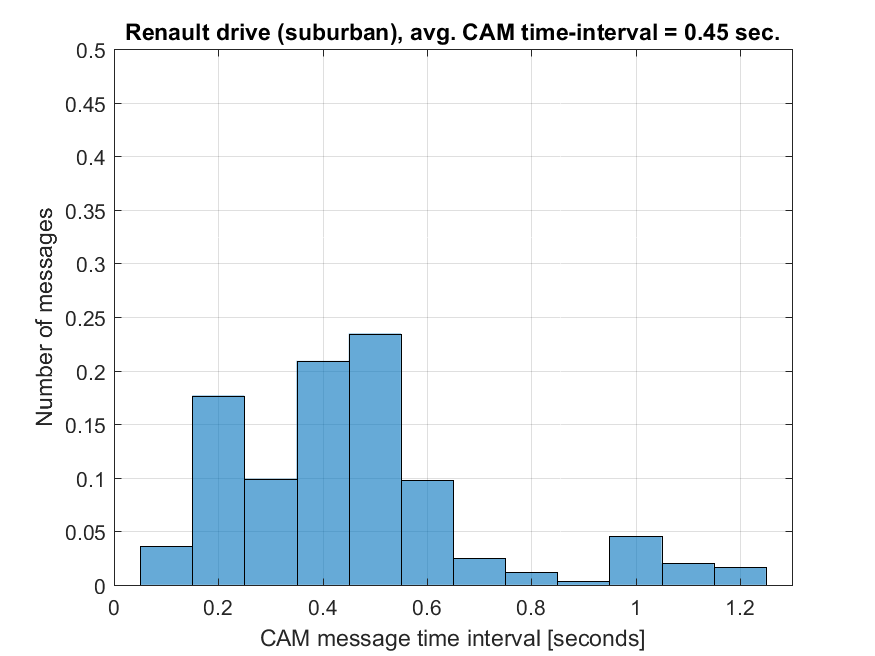 Renault drive (suburban), avg. CAM time-interval = 0.45 sec.
0.5
0.45
0.4
0.35
0.3
0.25
0.2
0.15
0.1
0.05
0
Number of messages
0 0.2 0.4 0.6 0.8 1 1.2
CAM message time interval [seconds]